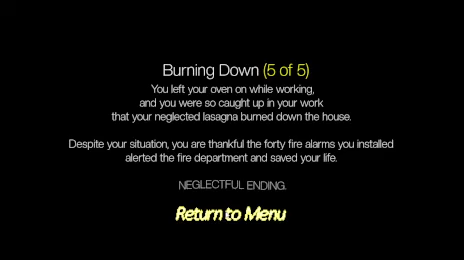 Burning Down (5 of 5)
You left your oven on while working,
and you were so caught up in your work
that your neglected lasagna burned down the house.
Despite your situation, you are thankful the forty fire alarms you installed
alerted the fire department and saved your life.
NEGLECTFUL ENDING.
Return to Menu